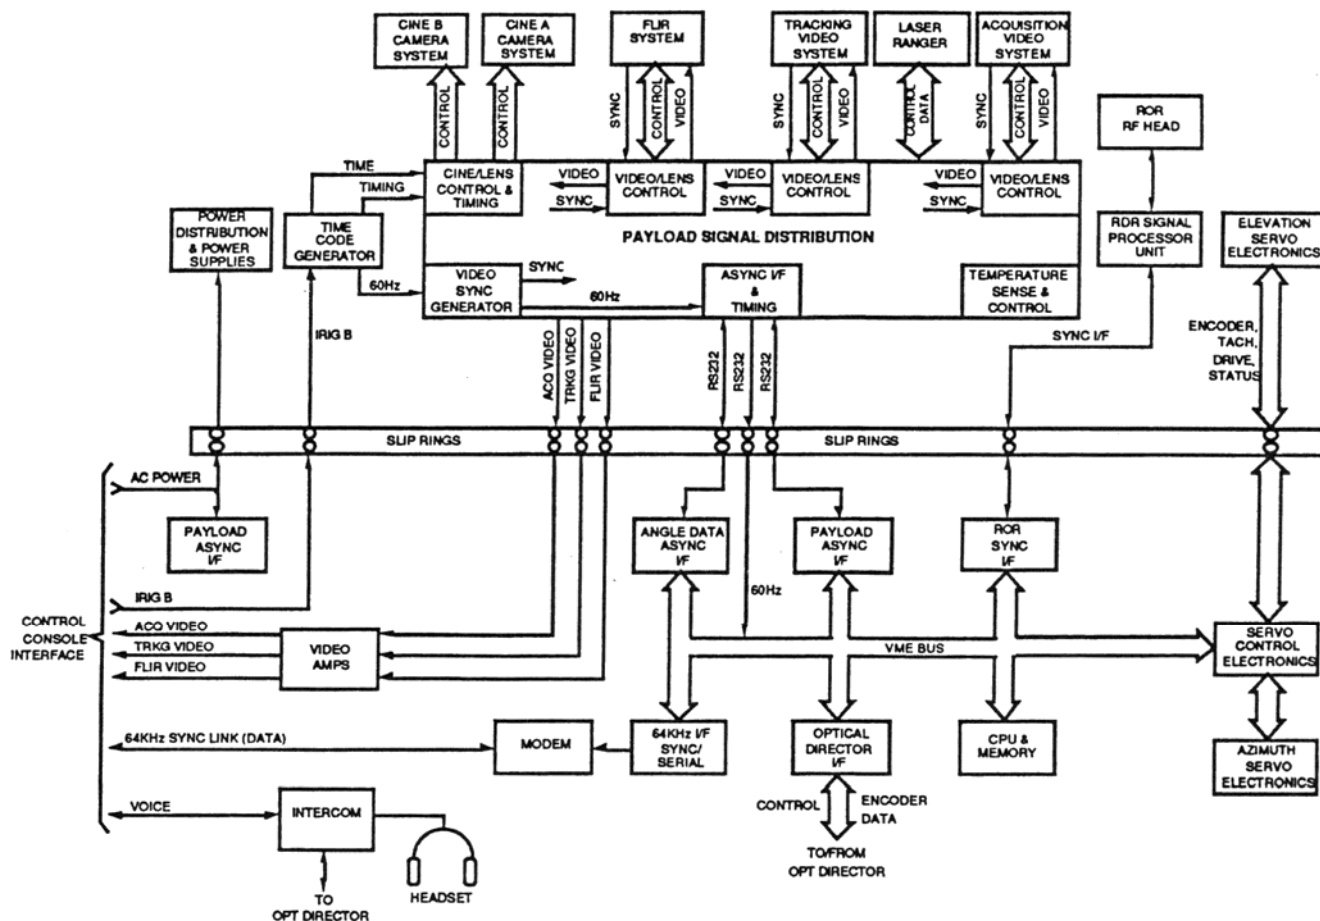 CINE B
CAMERA
SYSTEM
CINE A
CAMERA
SYSTEM
FLIR
SYSTEM
TRACKING
VIDEO
SYSTEM
LASER
RANGER
ACQUISITION
VIDEO
SYSTEM
CONTROL
CONTROL
SYNC
CONTROL
VIDEO
SYNC
CONTROL
VIDEO
CONTROL
DATA
SYNC
CONTROL
VIDEO
ROR
RF HEAD
TIME
TIMING
CINE/LENS
CONTROL &
TIMING
VIDEO
SYNC
VIDEO/LENS
CONTROL
VIDEO
SYNC
VIDEO/LENS
CONTROL
VIDEO
SYNC
VIDEO/LENS
CONTROL
POWER
DISTRIBUTION
& POWER
SUPPLIES
TIME
CODE
GENERATOR
PAYLOAD SIGNAL DISTRIBUTION
RDR SIGNAL
PROCESSOR
UNIT
ELEVATION
SERVO
ELECTRONICS
60Hz
VIDEO
SYNC
GENERATOR
SYNC
60Hz
ASYNC I/F
&
TIMING
TEMPERATURE
SENSE &
CONTROL
IRIG B
ACQ VIDEO
TRKG VIDEO
FLIR VIDEO
RS232
RS232
RS232
SYNC I/F
ENCODER,
TACH,
DRIVE,
STATUS
SLIP RINGS
SLIP RINGS
AC POWER
PAYLOAD
ASYNC
I/F
ANGLE DATA
ASYNC
I/F
PAYLOAD
ASYNC
I/F
ROR
SYNC
I/F
60Hz
IRIG B
CONTROL
CONSOLE
INTERFACE
ACQ VIDEO
TRKG VIDEO
FLIR VIDEO
VIDEO
AMPS
VME BUS
SERVO
CONTROL
ELECTRONICS
64KHz SYNC LINK (DATA)
MODEM
64KHz I/F
SYNC/
SERIAL
OPTICAL
DIRECTOR
I/F
CPU &
MEMORY
AZIMUTH
SERVO
ELECTRONICS
VOICE
INTERCOM
HEADSET
CONTROL
ENCODER
DATA
TO/FROM
OPT DIRECTOR
TO
OPT DIRECTOR